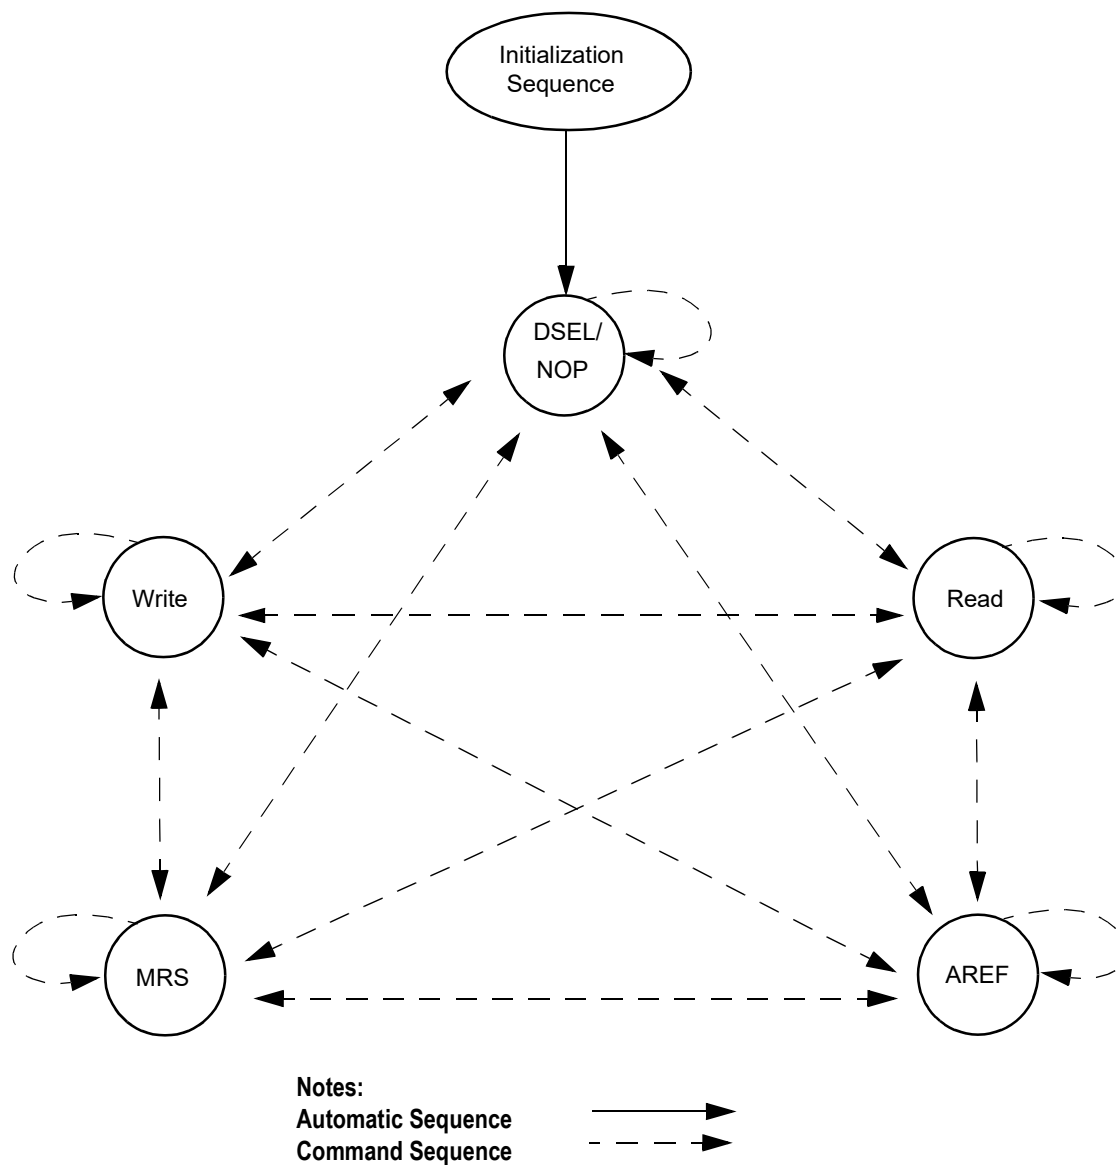 Initialization
Sequence
DSEL/
NOP
Write
Read
MRS
AREF
Notes:
Automatic Sequence
Command Sequence